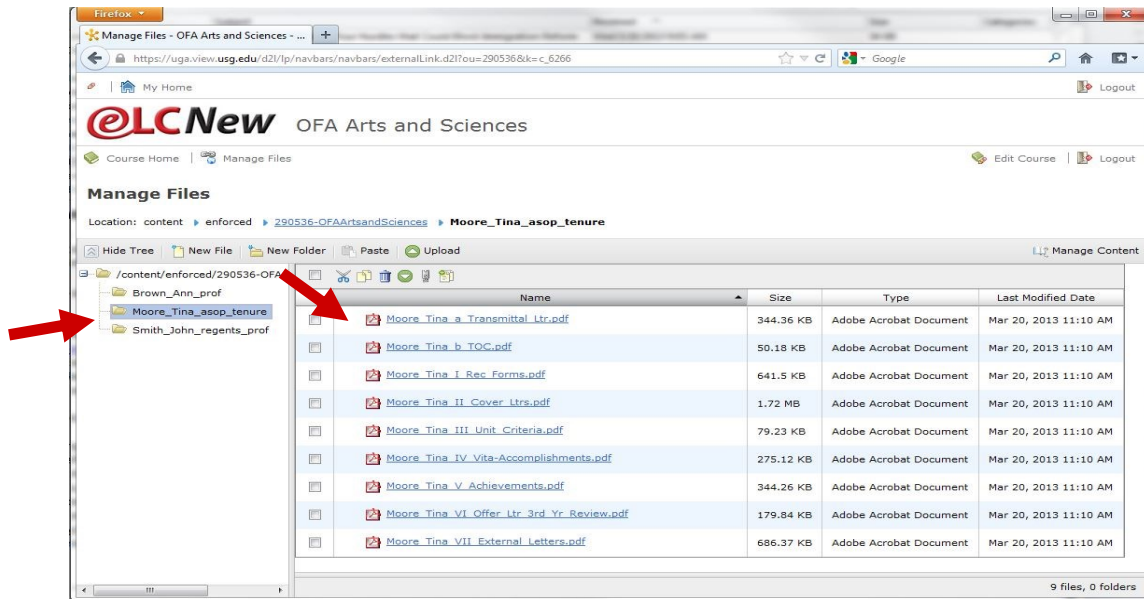 Firefox
Manage Files - OFA Arts and Sciences - ...
https://uga.view.usg.edu/d2l/lp/navbars/navbars/externalLink.d2l?ou=290536&k=c_6266
Google
My Home
Logout
eLCNew OFA Arts and Sciences
Course Home | Manage Files
Edit Course | Logout
Manage Files
Location: content enforced 290536-OFAArtsandSciences Moore_Tina_asop_tenure
Hide Tree New File New Folder Paste Upload Manage Content
/content/enforced/290536-OFA
Brown_Ann_prof
Moore_Tina_asop_tenure
Smith_John_regents_prof
Name Size Type Last Modified Date
Moore_Tina_a_Transmittal_Ltr.pdf 344.36 KB Adobe Acrobat Document Mar 20, 2013 11:10 AM
Moore_Tina_b_TOC.pdf 50.18 KB Adobe Acrobat Document Mar 20, 2013 11:10 AM
Moore_Tina_I_Rec_Forms.pdf 641.5 KB Adobe Acrobat Document Mar 20, 2013 11:10 AM
Moore_Tina_II_Cover_Ltrs.pdf 1.72 MB Adobe Acrobat Document Mar 20, 2013 11:10 AM
Moore_Tina_III_Unit_Criteria.pdf 79.23 KB Adobe Acrobat Document Mar 20, 2013 11:10 AM
Moore_Tina_IV_Vita-Accomplishments.pdf 275.12 KB Adobe Acrobat Document Mar 20, 2013 11:10 AM
Moore_Tina_V_Achievements.pdf 344.26 KB Adobe Acrobat Document Mar 20, 2013 11:10 AM
Moore_Tina_VI_Offer_Ltr_3rd_Yr_Review.pdf 179.84 KB Adobe Acrobat Document Mar 20, 2013 11:10 AM
Moore_Tina_VII_External_Letters.pdf 686.37 KB Adobe Acrobat Document Mar 20, 2013 11:10 AM
9 files, 0 folders